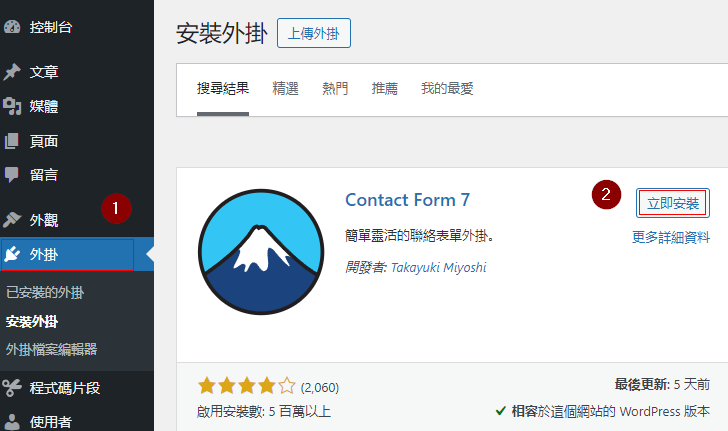 控制台
文章
媒體
頁面
留言
外觀
1
外掛
已安裝的外掛
安裝外掛
外掛檔案編輯器
程式碼片段
使用者
安裝外掛 上傳外掛
搜尋結果 精選 熱門 推薦 我的最愛
Contact Form 7
2
立即安裝
簡單靈活的聯絡表單外掛。
更多詳細資料
開發者: Takayuki Miyoshi
(2,060)
最後更新: 5 天前
啟用安裝數: 5 百萬以上
相容於這個網站的 WordPress 版本